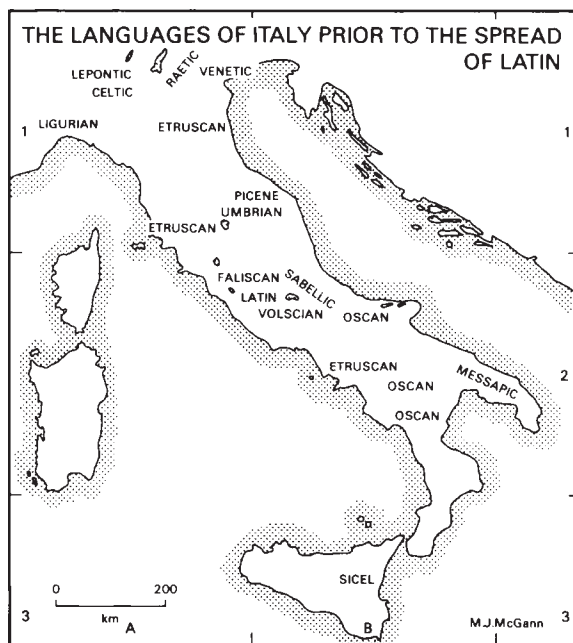 THE LANGUAGES OF ITALY PRIOR TO THE SPREAD
OF LATIN
LEPONTIC
CELTIC
RAETIC
VENETIC
1
LIGURIAN
ETRUSCAN
1
PICENE
UMBRIAN
ETRUSCAN
FALISCAN
SABELLIC
LATIN
VOLSCIAN
OSCAN
ETRUSCAN
MESSAPIC
2
OSCAN
OSCAN
0 200
km
SICEL
3
A
B
M.J.McGann
3